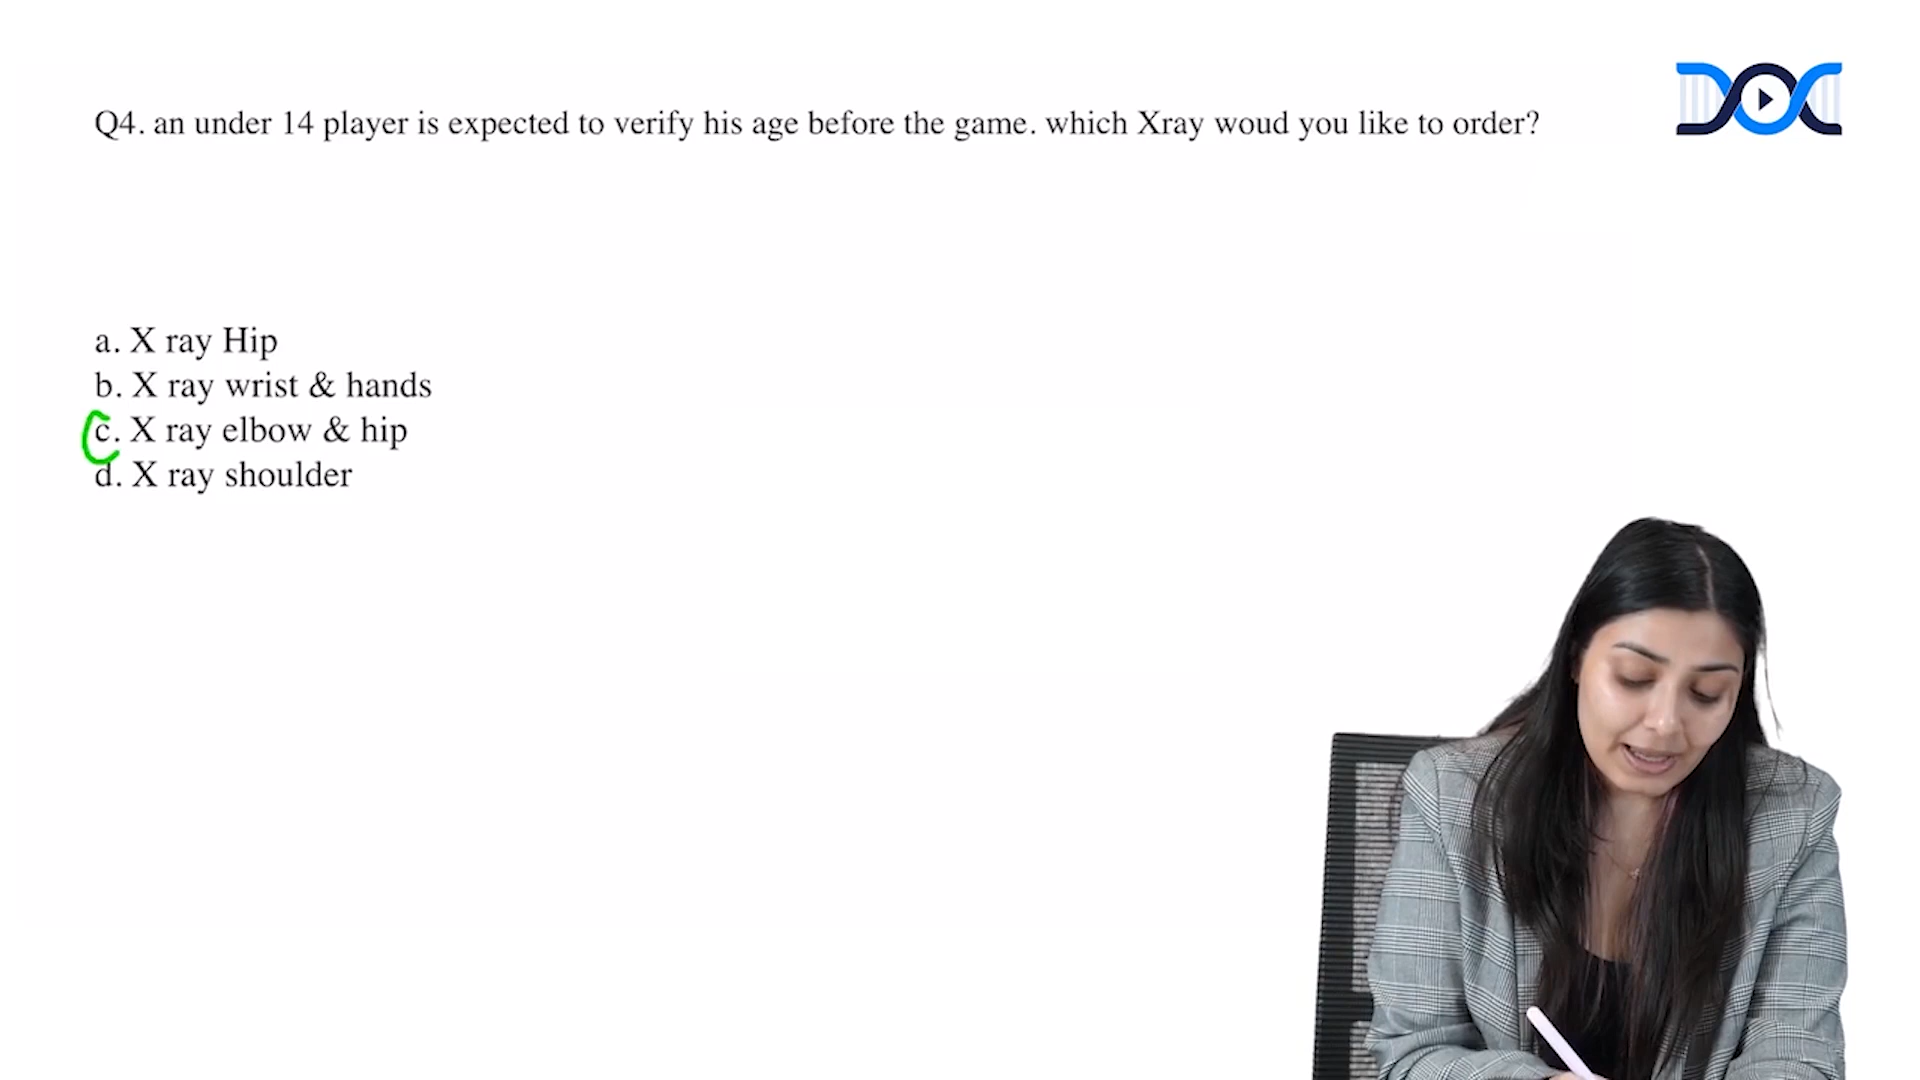 Q4. an under 14 player is expected to verify his age before the game. which Xray woud you like to order?
a. X ray Hip
b. X ray wrist & hands
c. X ray elbow & hip
d. X ray shoulder